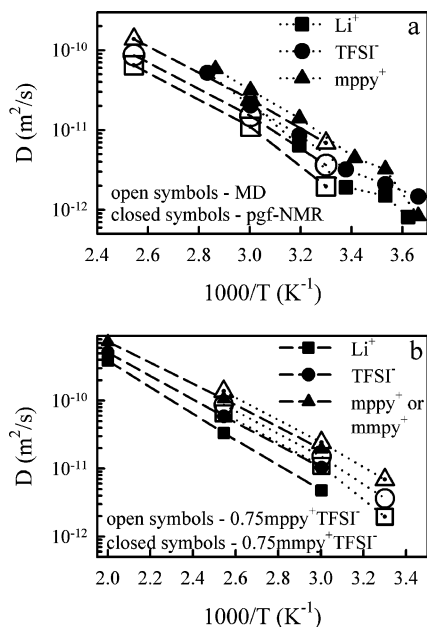 a
Li⁺
TFSI⁻
mppy⁺
10⁻¹⁰
10⁻¹¹
10⁻¹²
D (m²/s)
open symbols - MD
closed symbols - pgf-NMR
2.4 2.6 2.8 3.0 3.2 3.4 3.6
1000/T (K⁻¹)
b
Li⁺
TFSI⁻
mppy⁺ or
mmpy⁺
10⁻¹⁰
10⁻¹¹
10⁻¹²
D (m²/s)
open symbols - 0.75mppy⁺TFSI⁻
closed symbols - 0.75mmpy⁺TFSI⁻
2.0 2.2 2.4 2.6 2.8 3.0 3.2 3.4
1000/T (K⁻¹)